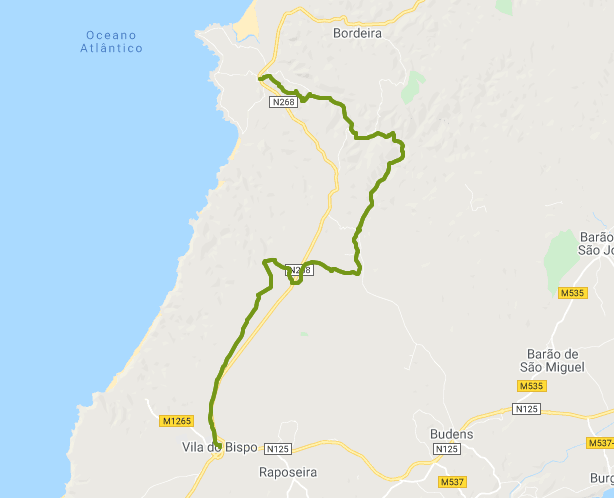 Oceano
Atlântico
Bordeira
N268
N268
Barão
São Jo
M535
Barão de
São Miguel
M535
N125
M1265
Vila do Bispo
N125
Budens
N125
M537-
Raposeira
M537
Burg